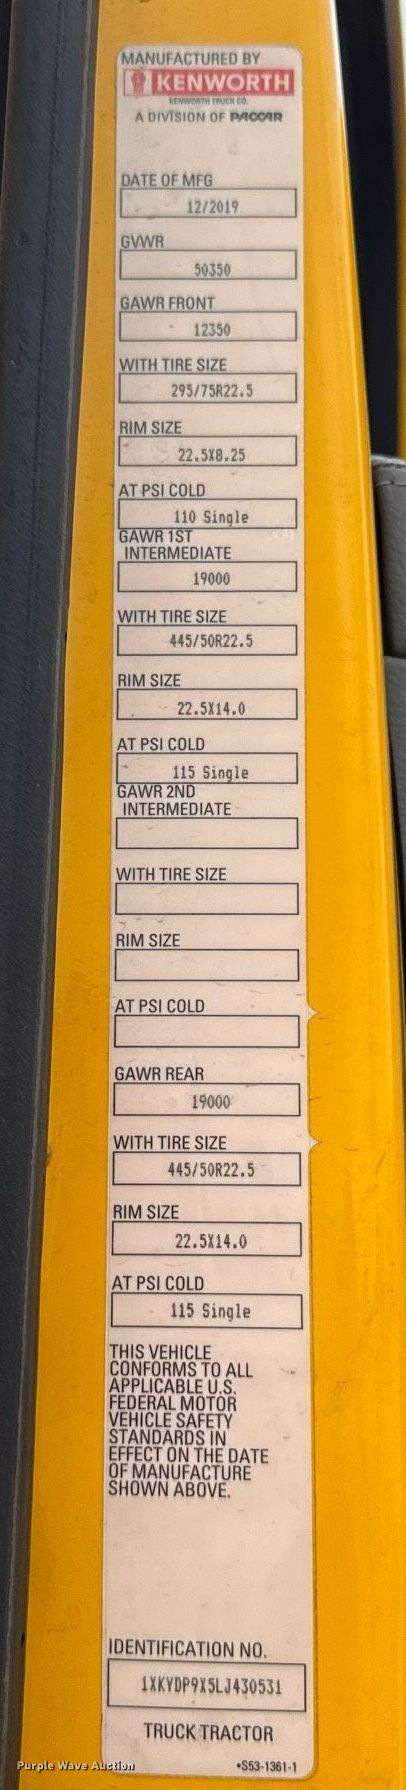 MANUFACTURED BY
KENWORTH
KENWORTH TRUCK CO.
A DIVISION OF PACCAR
DATE OF MFG
12/2019
GVWR
50350
GAWR FRONT
12350
WITH TIRE SIZE
295/75R22.5
RIM SIZE
22.5X8.25
AT PSI COLD
110 Single
GAWR 1ST
INTERMEDIATE
19000
WITH TIRE SIZE
445/50R22.5
RIM SIZE
22.5X14.0
AT PSI COLD
115 Single
GAWR 2ND
INTERMEDIATE
WITH TIRE SIZE
RIM SIZE
AT PSI COLD
GAWR REAR
19000
WITH TIRE SIZE
445/50R22.5
RIM SIZE
22.5X14.0
AT PSI COLD
115 Single
THIS VEHICLE
CONFORMS TO ALL
APPLICABLE U.S.
FEDERAL MOTOR
VEHICLE SAFETY
STANDARDS IN
EFFECT ON THE DATE
OF MANUFACTURE
SHOWN ABOVE.
IDENTIFICATION NO.
1XKYDP9X5LJ430531
TRUCK TRACTOR
•S53-1361-1
Purple Wave Auction